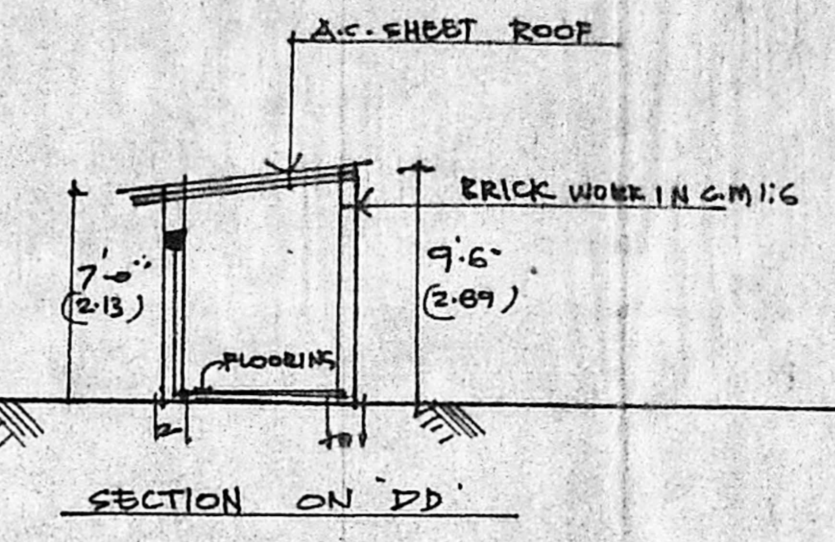 A.C. SHEET ROOF
BRICK WORK IN C.M 1:6
7'-0"
(2.13)
9'.6"
(2.89)
FLOORING
SECTION ON 'DD'